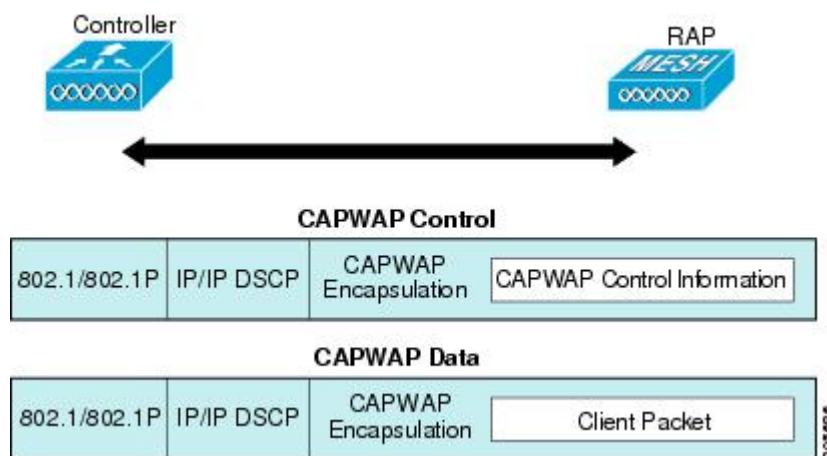 Controller
RAP
MESH
CAPWAP Control
802.1/802.1P IP/IP DSCP CAPWAP Encapsulation CAPWAP Control Information
CAPWAP Data
802.1/802.1P IP/IP DSCP CAPWAP Encapsulation Client Packet